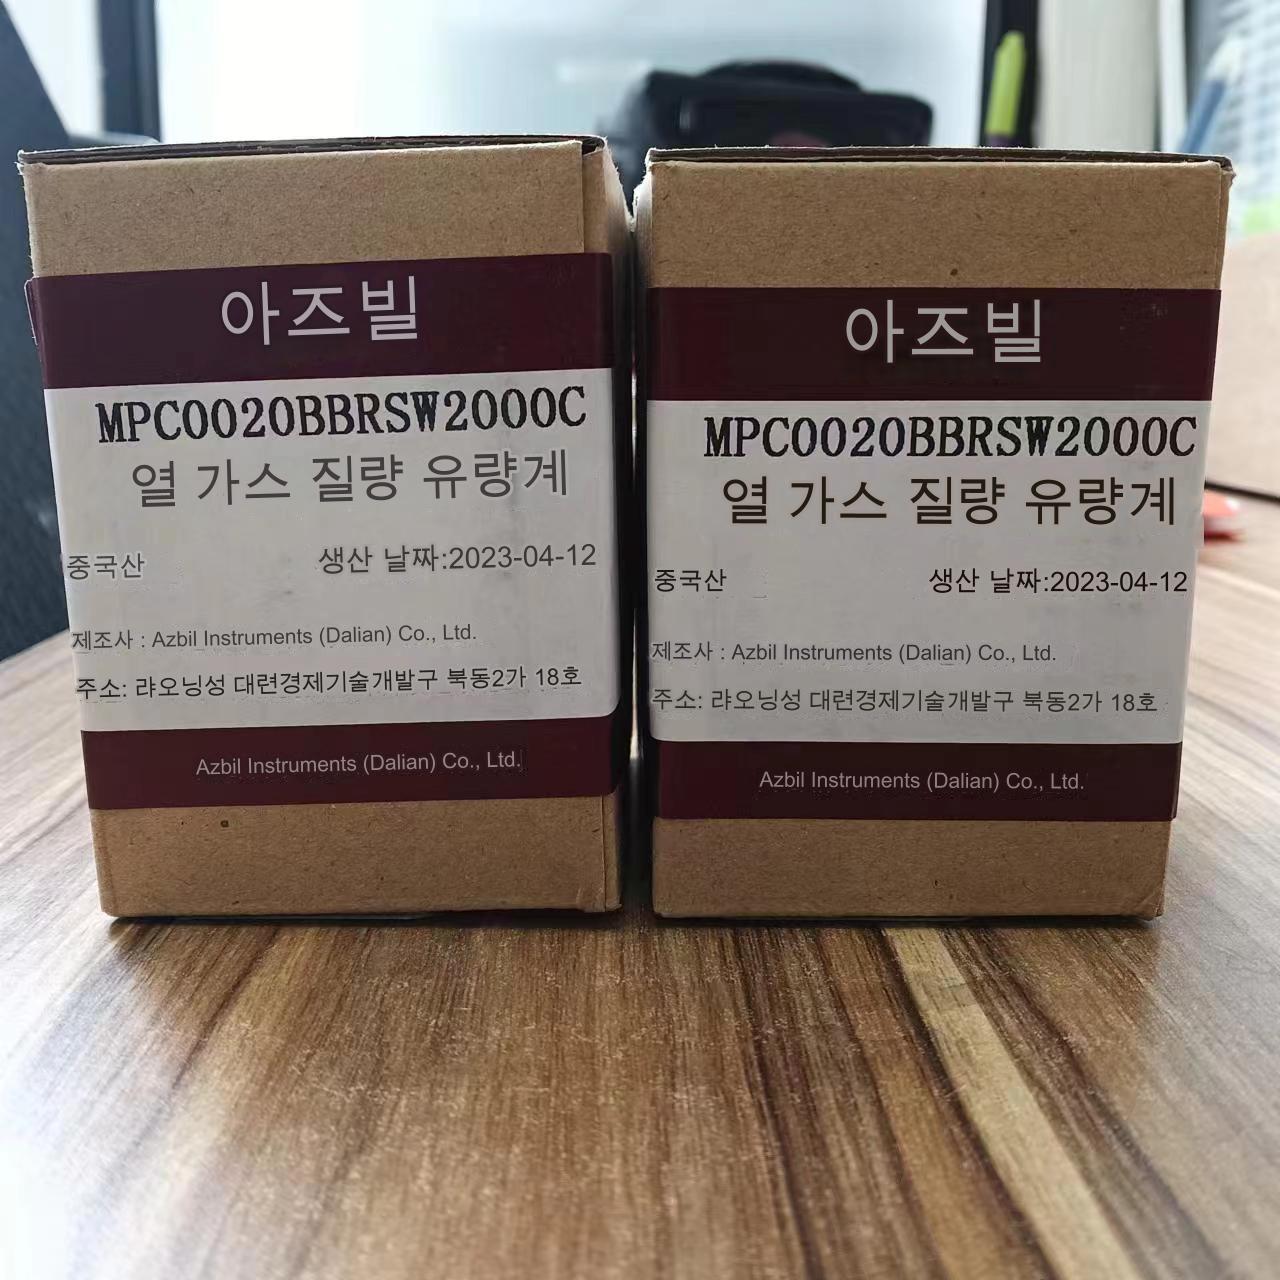 아즈빌
MPC0020BBRSW2000C
열 가스 질량 유량계
중국산
생산 날짜:2023-04-12
제조사 : Azbil Instruments (Dalian) Co., Ltd.
주소: 랴오닝성 대련경제기술개발구 북동2가 18호
Azbil Instruments (Dalian) Co., Ltd.
아즈빌
MPC0020BBRSW2000C
열 가스 질량 유량계
중국산
생산 날짜:2023-04-12
제조사 : Azbil Instruments (Dalian) Co., Ltd.
주소: 랴오닝성 대련경제기술개발구 북동2가 18호
Azbil Instruments (Dalian) Co., Ltd.